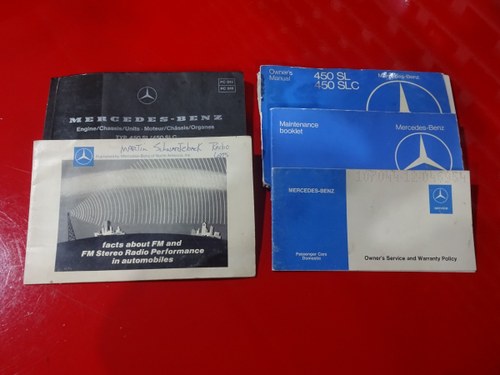 MERCEDES-BENZ
Engine/Chassis/Units · Moteur/Châssis/Organes
facts about FM and
FM Stereo Radio Performance
in automobiles
Owner's
Manual
450 SL
450 SLC
Mercedes-Benz
Maintenance
booklet
Mercedes-Benz
MERCEDES-BENZ
Passenger Cars
Domestic
Owner's Service and Warranty Policy